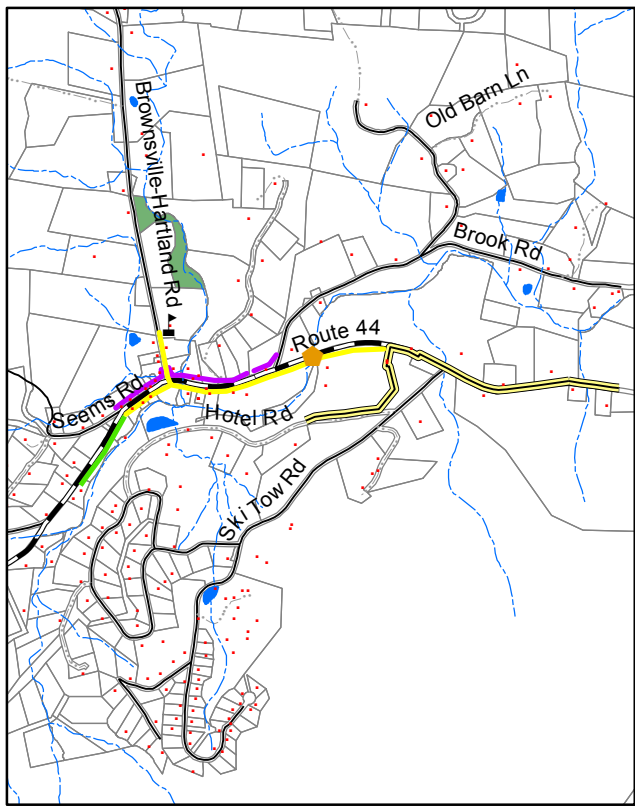 Old Barn Ln
Brownsville-Hartland Rd
Brook Rd
Route 44
Seems Rd
Hotel Rd
Ski Tow Rd